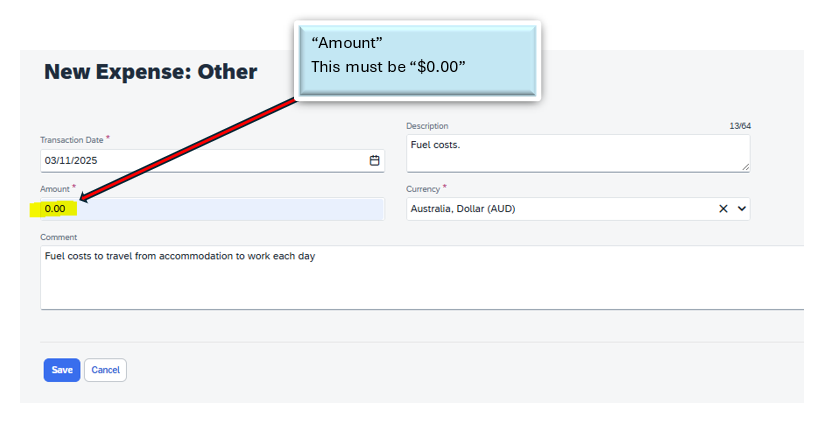 “Amount”
This must be “$0.00”
New Expense: Other
Transaction Date *
03/11/2025
Description
13/64
Fuel costs.
Amount *
0.00
Currency *
Australia, Dollar (AUD)
Comment
Fuel costs to travel from accommodation to work each day
Save
Cancel